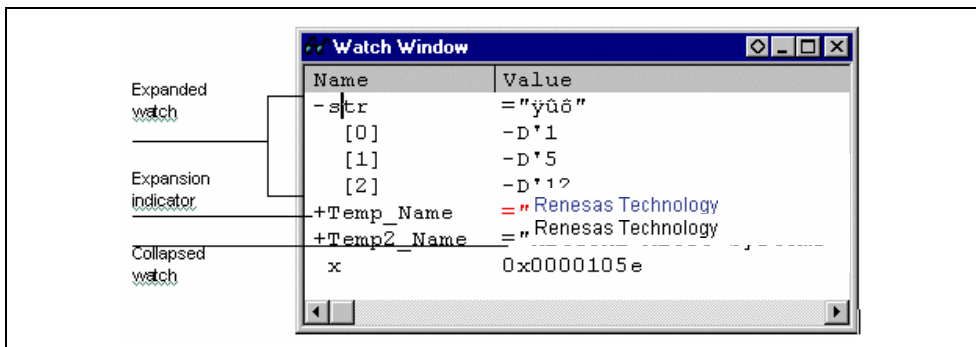 Watch Window
Name Value
Expanded watch
-str ="ÿûô"
[0] -D'1
[1] -D'5
[2] -D'12
Expansion indicator
+Temp_Name =" Renesas Technology
+Temp2_Name =" Renesas Technology
Collapsed watch
x 0x0000105e